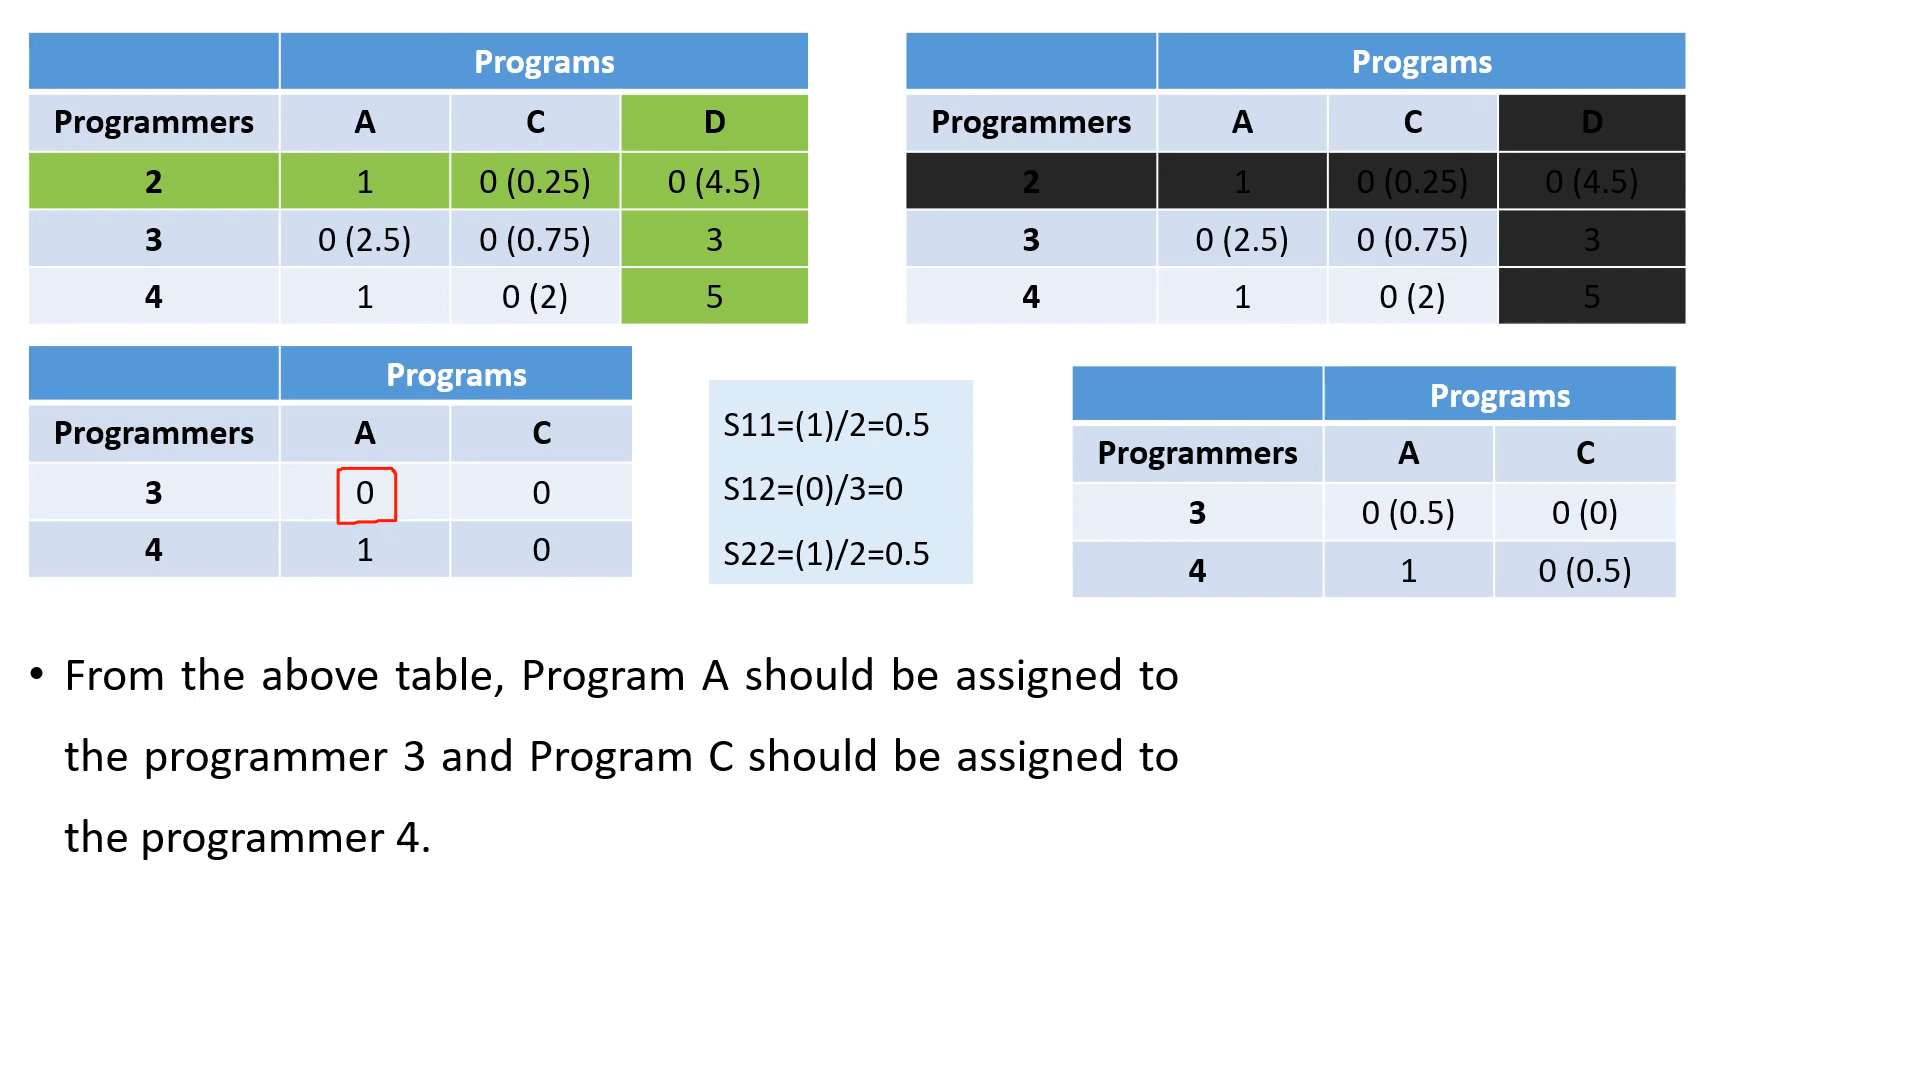 Programs
Programmers A C D
2 1 0 (0.25) 0 (4.5)
3 0 (2.5) 0 (0.75) 3
4 1 0 (2) 5
Programs
Programmers A C D
2 1 0 (0.25) 0 (4.5)
3 0 (2.5) 0 (0.75) 3
4 1 0 (2) 5
Programs
Programmers A C
3 0 0
4 1 0
S11=(1)/2=0.5
S12=(0)/3=0
S22=(1)/2=0.5
Programs
Programmers A C
3 0 (0.5) 0 (0)
4 1 0 (0.5)
• From the above table, Program A should be assigned to
the programmer 3 and Program C should be assigned to
the programmer 4.